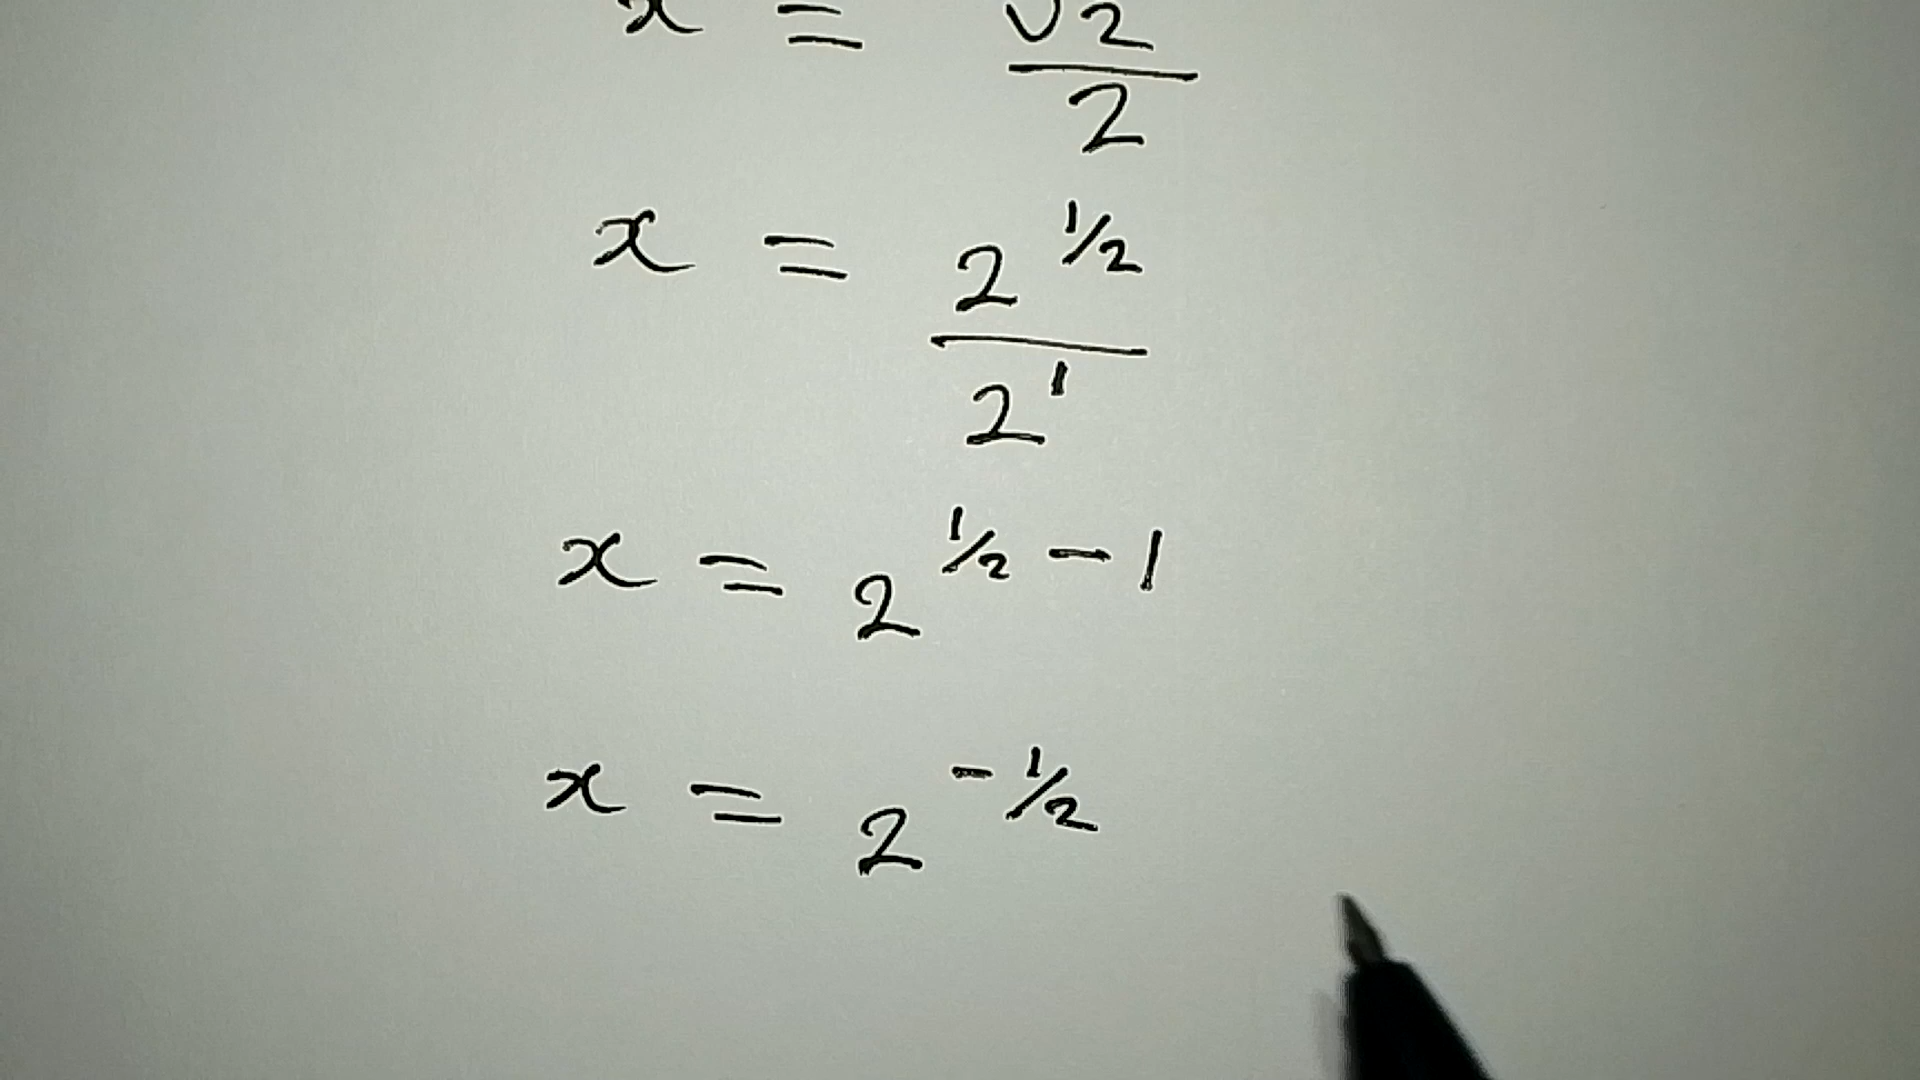 x = √2/2
x = 2^1/2 / 2^1
x = 2^1/2 - 1
x = 2^-1/2